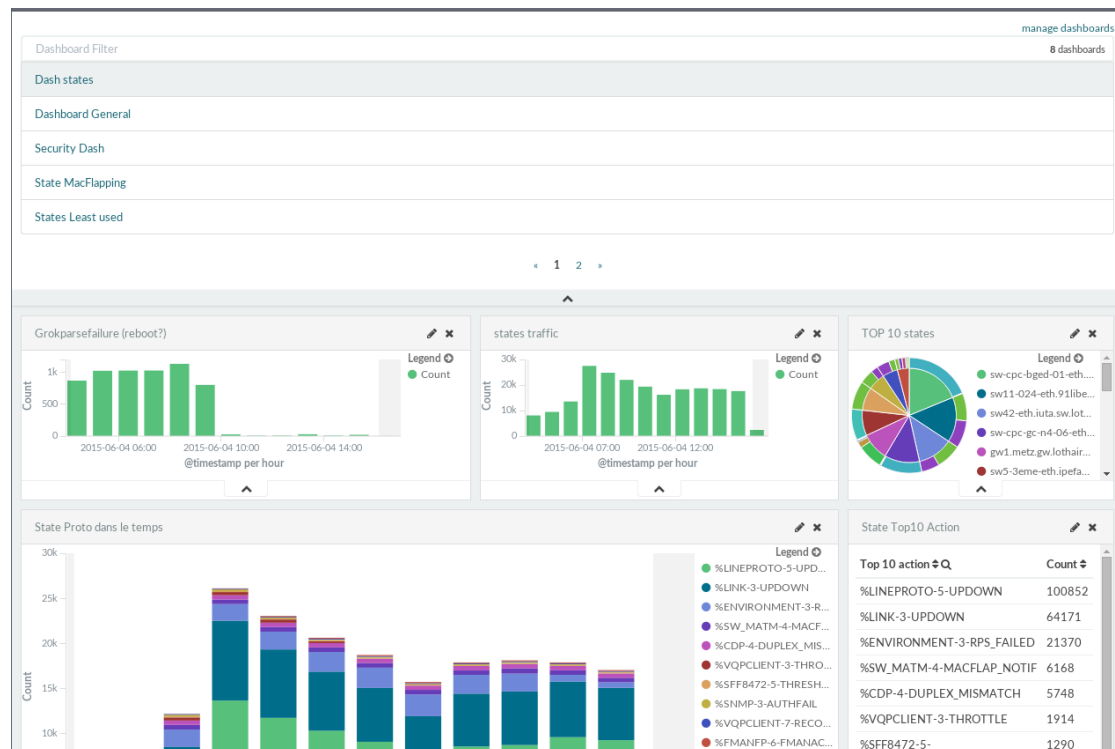 manage dashboards
Dashboard Filter 8 dashboards
Dash states
Dashboard General
Security Dash
State MacFlapping
States Least used
« 1 2 »
Grokparsefailure (reboot?)
Legend
Count
1k
500
0
Count
2015-06-04 06:00 2015-06-04 10:00 2015-06-04 14:00
@timestamp per hour
states traffic
Legend
Count
30k
20k
10k
0
Count
2015-06-04 07:00 2015-06-04 12:00
@timestamp per hour
TOP 10 states
Legend
sw-cpc-bged-01-eth....
sw11-024-eth.91libe...
sw42-eth.iuta.sw.lot...
sw-cpc-gc-n4-06-eth...
gw1.metz.gw.lothair...
sw5-3eme-eth.ipefa...
State Proto dans le temps
30k
25k
20k
15k
10k
Count
Legend
%LINEPROTO-5-UPD...
%LINK-3-UPDOWN
%ENVIRONMENT-3-R...
%SW_MATM-4-MACF...
%CDP-4-DUPLEX_MIS...
%VQPCLIENT-3-THRO...
%SFF8472-5-THRESH...
%SNMP-3-AUTHFAIL
%VQPCLIENT-7-RECO...
%FMANFP-6-FMANAC...
State Top10 Action
Top 10 action Count
%LINEPROTO-5-UPDOWN 100852
%LINK-3-UPDOWN 64171
%ENVIRONMENT-3-RPS_FAILED 21370
%SW_MATM-4-MACFLAP_NOTIF 6168
%CDP-4-DUPLEX_MISMATCH 5748
%VQPCLIENT-3-THROTTLE 1914
%SFF8472-5- 1290